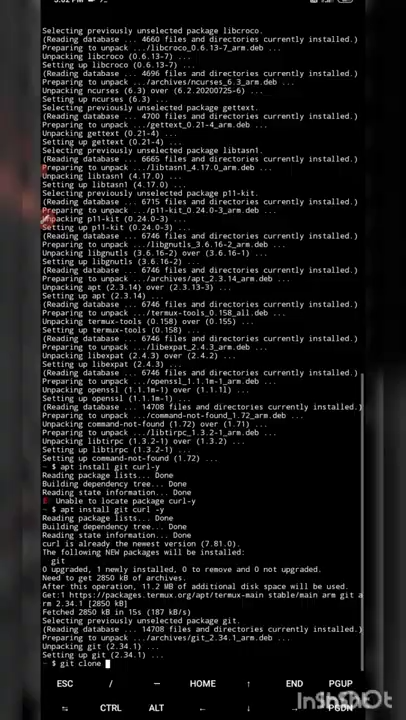 Selecting previously unselected package libcroco.
(Reading database ... 4660 files and directories currently installed.)
Preparing to unpack .../libcroco_0.6.13-7_arm.deb ...
Unpacking libcroco (0.6.13-7) ...
Setting up libcroco (0.6.13-7) ...
(Reading database ... 4696 files and directories currently installed.)
Preparing to unpack .../archives/ncurses_6.3_arm.deb ...
Unpacking ncurses (6.3) over (6.2.20200725-6) ...
Setting up ncurses (6.3) ...
Selecting previously unselected package gettext.
(Reading database ... 4700 files and directories currently installed.)
Preparing to unpack .../gettext_0.21-4_arm.deb ...
Unpacking gettext (0.21-4) ...
Setting up gettext (0.21-4) ...
Selecting previously unselected package libtasn1.
(Reading database ... 6665 files and directories currently installed.)
Preparing to unpack .../libtasn1_4.17.0_arm.deb ...
Unpacking libtasn1 (4.17.0) ...
Setting up libtasn1 (4.17.0) ...
Selecting previously unselected package p11-kit.
(Reading database ... 6715 files and directories currently installed.)
Preparing to unpack .../p11-kit_0.24.0-3_arm.deb ...
Unpacking p11-kit (0.24.0-3) ...
Setting up p11-kit (0.24.0-3) ...
(Reading database ... 6746 files and directories currently installed.)
Preparing to unpack .../libgnutls_3.6.16-2_arm.deb ...
Unpacking libgnutls (3.6.16-2) over (3.6.16-1) ...
Setting up libgnutls (3.6.16-2) ...
(Reading database ... 6746 files and directories currently installed.)
Preparing to unpack .../archives/apt_2.3.14_arm.deb ...
Unpacking apt (2.3.14) over (2.3.13-3) ...
Setting up apt (2.3.14) ...
(Reading database ... 6746 files and directories currently installed.)
Preparing to unpack .../termux-tools_0.158_all.deb ...
Unpacking termux-tools (0.158) over (0.155) ...
Setting up termux-tools (0.158) ...
(Reading database ... 6746 files and directories currently installed.)
Preparing to unpack .../libexpat_2.4.3_arm.deb ...
Unpacking libexpat (2.4.3) over (2.4.2) ...
Setting up libexpat (2.4.3) ...
(Reading database ... 6746 files and directories currently installed.)
Preparing to unpack .../openssl_1.1.1m-1_arm.deb ...
Unpacking openssl (1.1.1m-1) over (1.1.1l) ...
Setting up openssl (1.1.1m-1) ...
(Reading database ... 14708 files and directories currently installed.)
Preparing to unpack .../command-not-found_1.72_arm.deb ...
Unpacking command-not-found (1.72) over (1.71) ...
Preparing to unpack .../libtirpc_1.3.2-1_arm.deb ...
Unpacking libtirpc (1.3.2-1) over (1.3.2) ...
Setting up libtirpc (1.3.2-1) ...
Setting up command-not-found (1.72) ...
~ $ apt install git curl-y
Reading package lists... Done
Building dependency tree... Done
Reading state information... Done
E: Unable to locate package curl-y
~ $ apt install git curl -y
Reading package lists... Done
Building dependency tree... Done
Reading state information... Done
curl is already the newest version (7.81.0).
The following NEW packages will be installed:
git
0 upgraded, 1 newly installed, 0 to remove and 0 not upgraded.
Need to get 2850 kB of archives.
After this operation, 11.2 MB of additional disk space will be used.
Get:1 https://packages.termux.org/apt/termux-main stable/main arm git a
rm 2.34.1 [2850 kB]
Fetched 2850 kB in 15s (187 kB/s)
Selecting previously unselected package git.
(Reading database ... 14708 files and directories currently installed.)
Preparing to unpack .../archives/git_2.34.1_arm.deb ...
Unpacking git (2.34.1) ...
Setting up git (2.34.1) ...
~ $ git clone
ESC / — HOME ↑ END PGUP
CTRL ALT ← ↓ → PGDN
InShOt